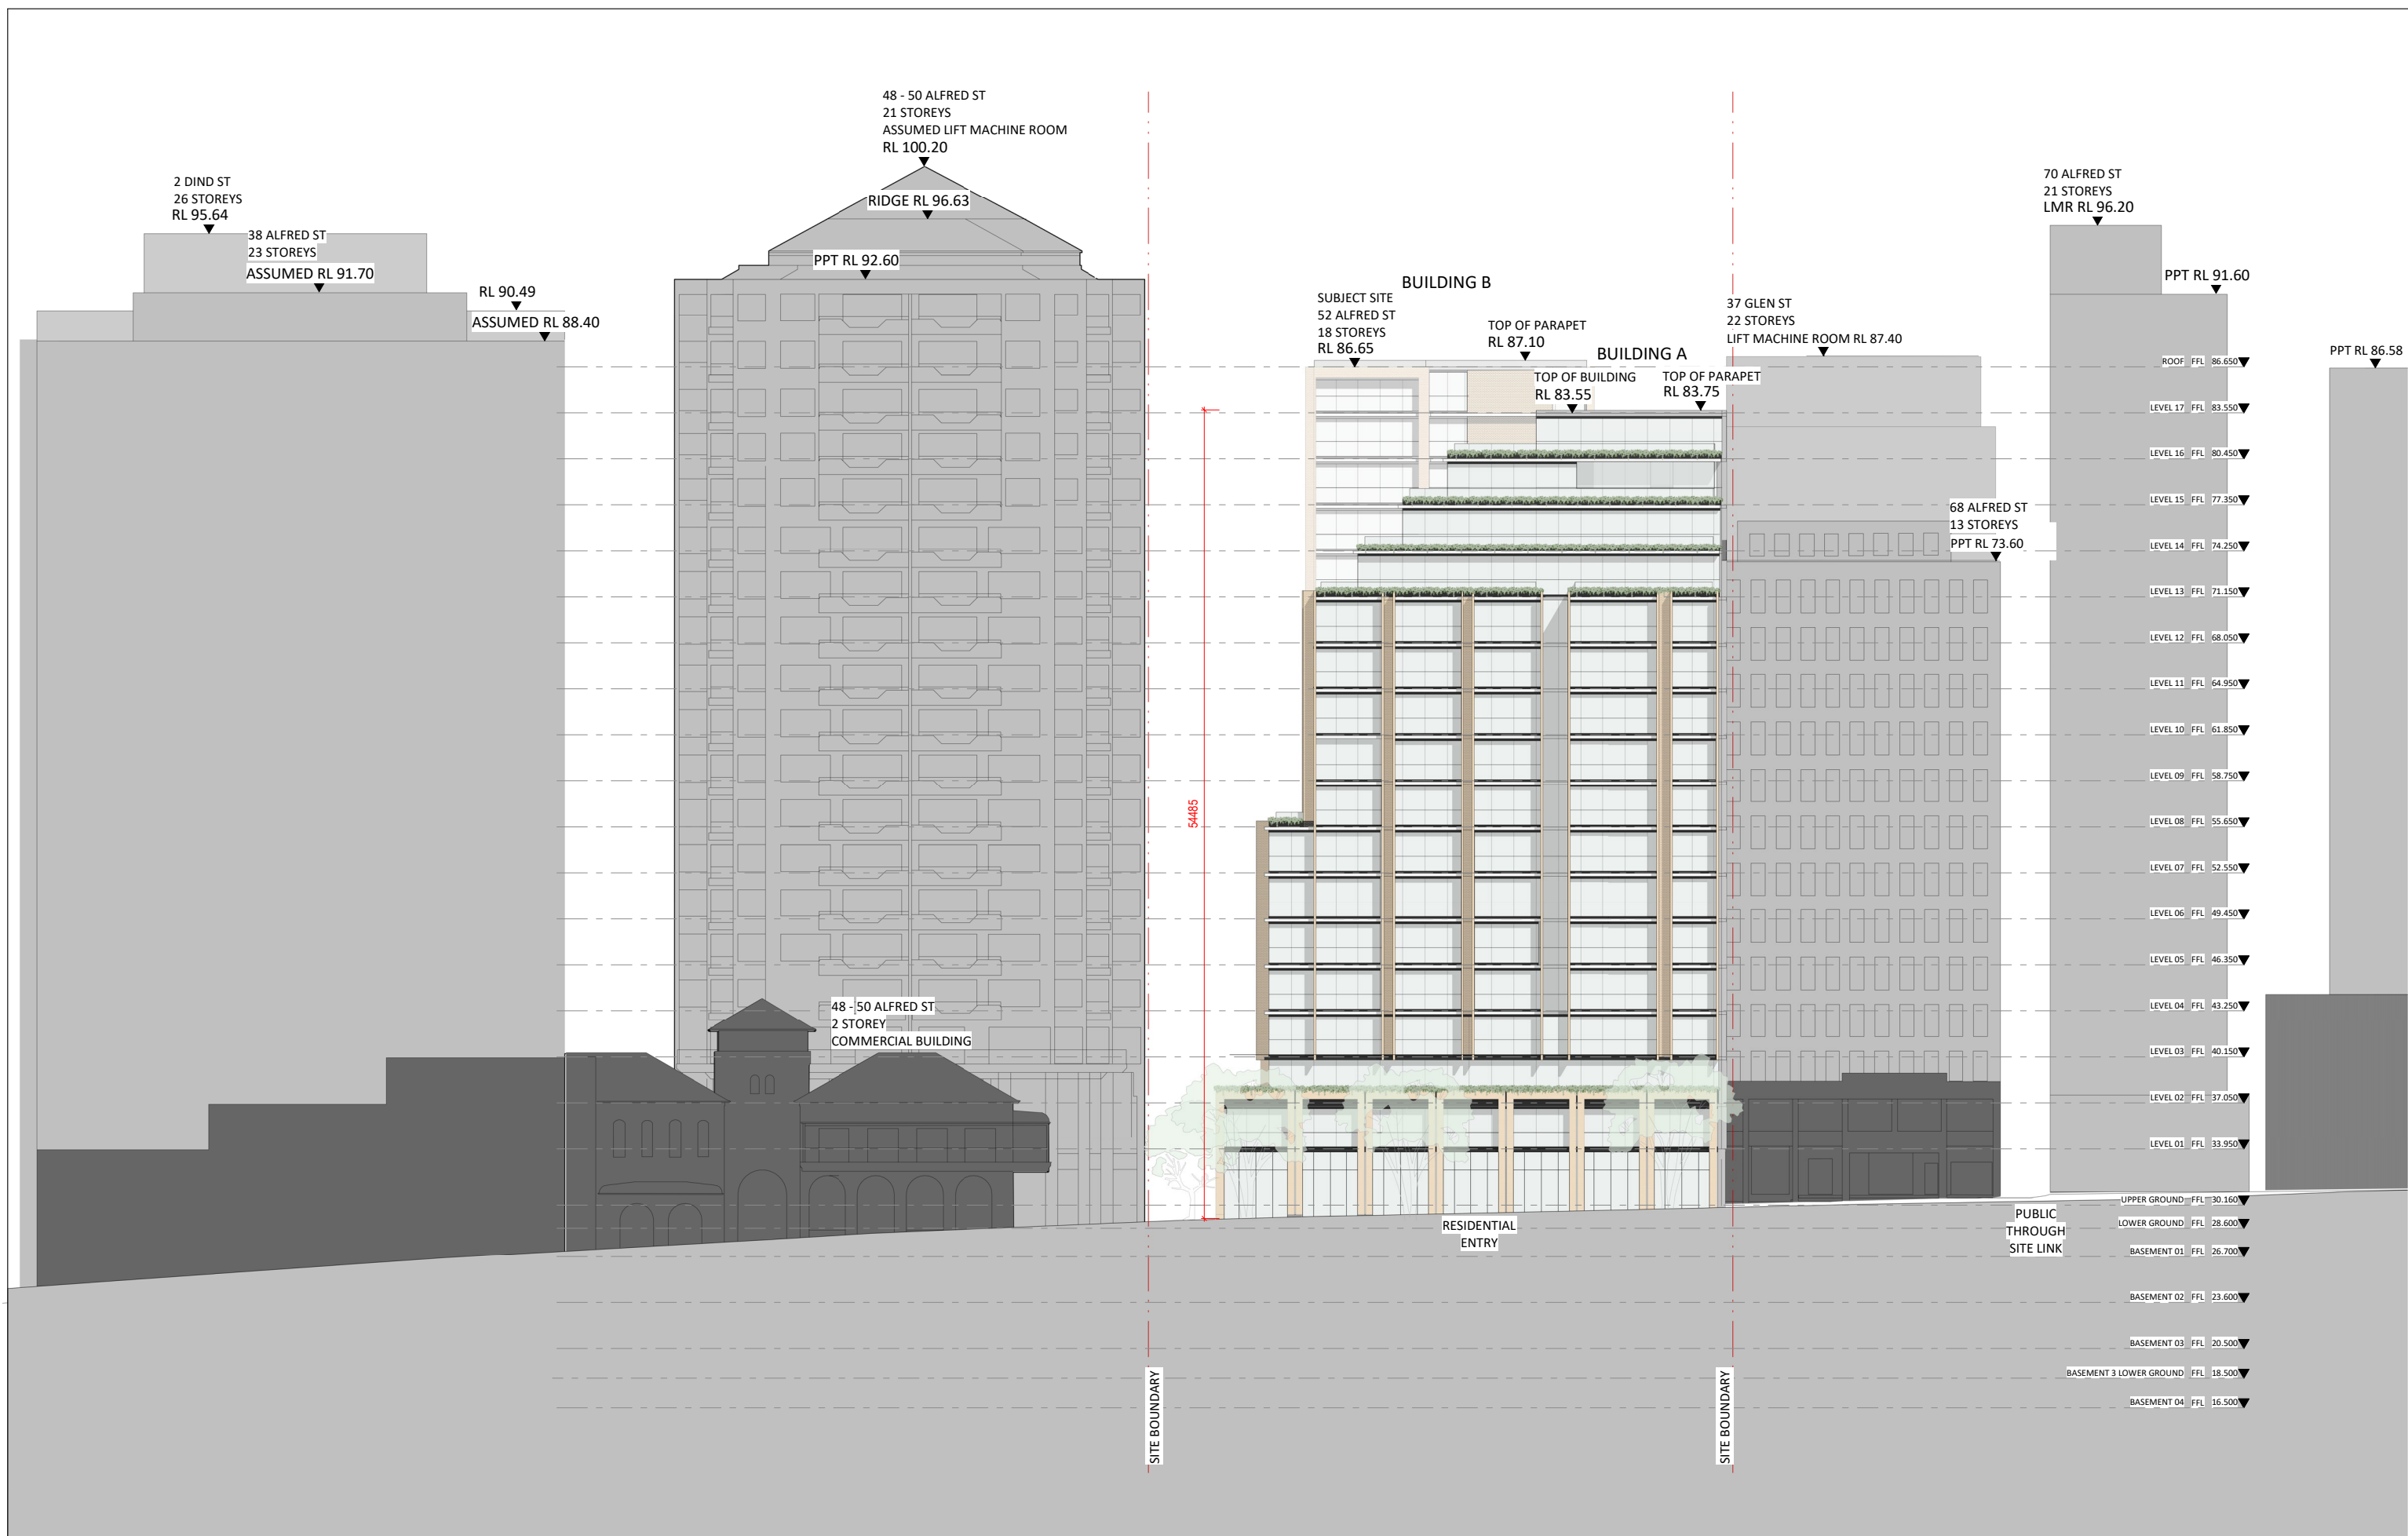 48 - 50 ALFRED ST
21 STOREYS
ASSUMED LIFT MACHINE ROOM
RL 100.20
RIDGE RL 96.63
PPT RL 92.60
2 DIND ST
26 STOREYS
RL 95.64
38 ALFRED ST
23 STOREYS
ASSUMED RL 91.70
RL 90.49
ASSUMED RL 88.40
BUILDING B
SUBJECT SITE
52 ALFRED ST
18 STOREYS
RL 86.65
TOP OF PARAPET
RL 87.10
BUILDING A
TOP OF BUILDING
RL 83.55
TOP OF PARAPET
RL 83.75
37 GLEN ST
22 STOREYS
LIFT MACHINE ROOM RL 87.40
70 ALFRED ST
21 STOREYS
LMR RL 96.20
PPT RL 91.60
PPT RL 86.58
68 ALFRED ST
13 STOREYS
PPT RL 73.60
ROOF FFL 86.650
LEVEL 17 FFL 83.550
LEVEL 16 FFL 80.450
LEVEL 15 FFL 77.350
LEVEL 14 FFL 74.250
LEVEL 13 FFL 71.150
LEVEL 12 FFL 68.050
LEVEL 11 FFL 64.950
LEVEL 10 FFL 61.850
LEVEL 09 FFL 58.750
LEVEL 08 FFL 55.650
LEVEL 07 FFL 52.550
LEVEL 06 FFL 49.450
LEVEL 05 FFL 46.350
LEVEL 04 FFL 43.250
LEVEL 03 FFL 40.150
LEVEL 02 FFL 37.050
LEVEL 01 FFL 33.950
UPPER GROUND FFL 30.160
LOWER GROUND FFL 28.600
BASEMENT 01 FFL 26.700
BASEMENT 02 FFL 23.600
BASEMENT 03 FFL 20.500
BASEMENT 3 LOWER GROUND FFL 18.500
BASEMENT 04 FFL 16.500
54485
48 - 50 ALFRED ST
2 STOREY
COMMERCIAL BUILDING
RESIDENTIAL
ENTRY
PUBLIC
THROUGH
SITE LINK
SITE BOUNDARY
SITE BOUNDARY